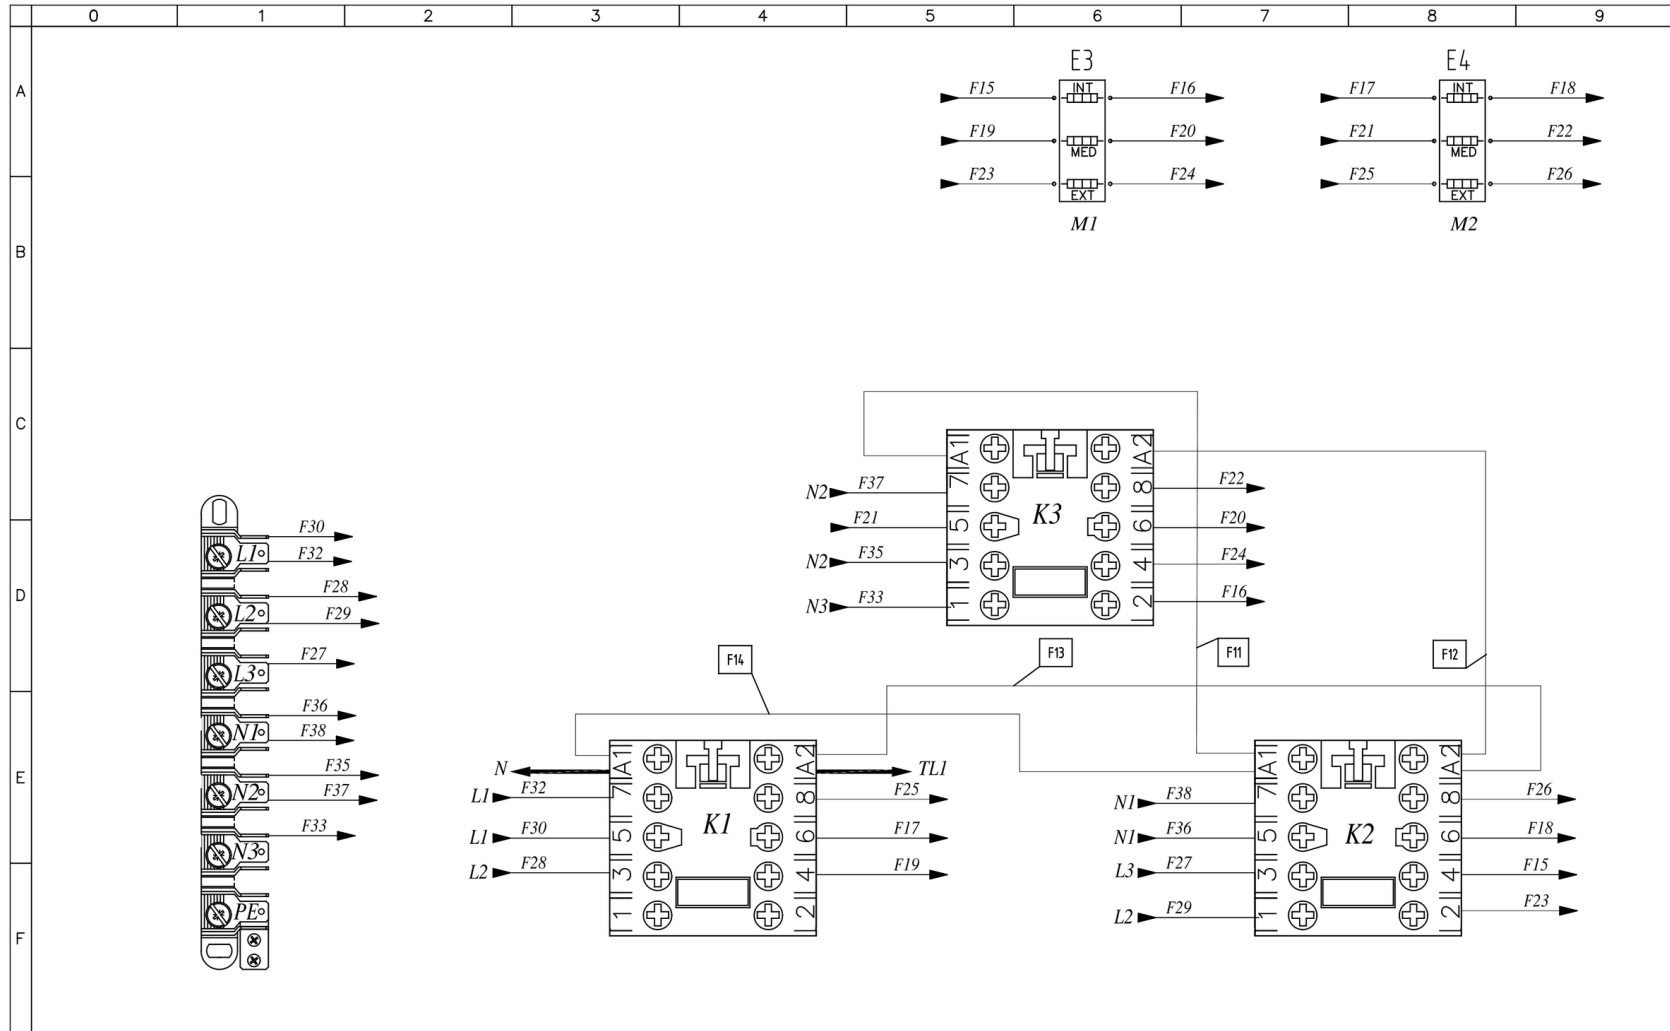 0 1 2 3 4 5 6 7 8 9
A
B
C
D
E
F
E3
INT
MED
EXT
M1
F15 F16
F19 F20
F23 F24
E4
INT
MED
EXT
M2
F17 F18
F21 F22
F25 F26
A1 A2
7 8
5 6
3 4
1 2
K3
N2 F37 F22
F21 F20
N2 F35 F24
N3 F33 F16
L1 F30
F32
L2 F28
F29
L3 F27
N1 F36
F38
N2 F35
F37
N3 F33
PE
F14
F13
F11
F12
A1 A2
7 8
5 6
3 4
1 2
K1
N TL1
L1 F32 F25
L1 F30 F17
L2 F28 F19
A1 A2
7 8
5 6
3 4
1 2
K2
N1 F38 F26
N1 F36 F18
L3 F27 F15
L2 F29 F23